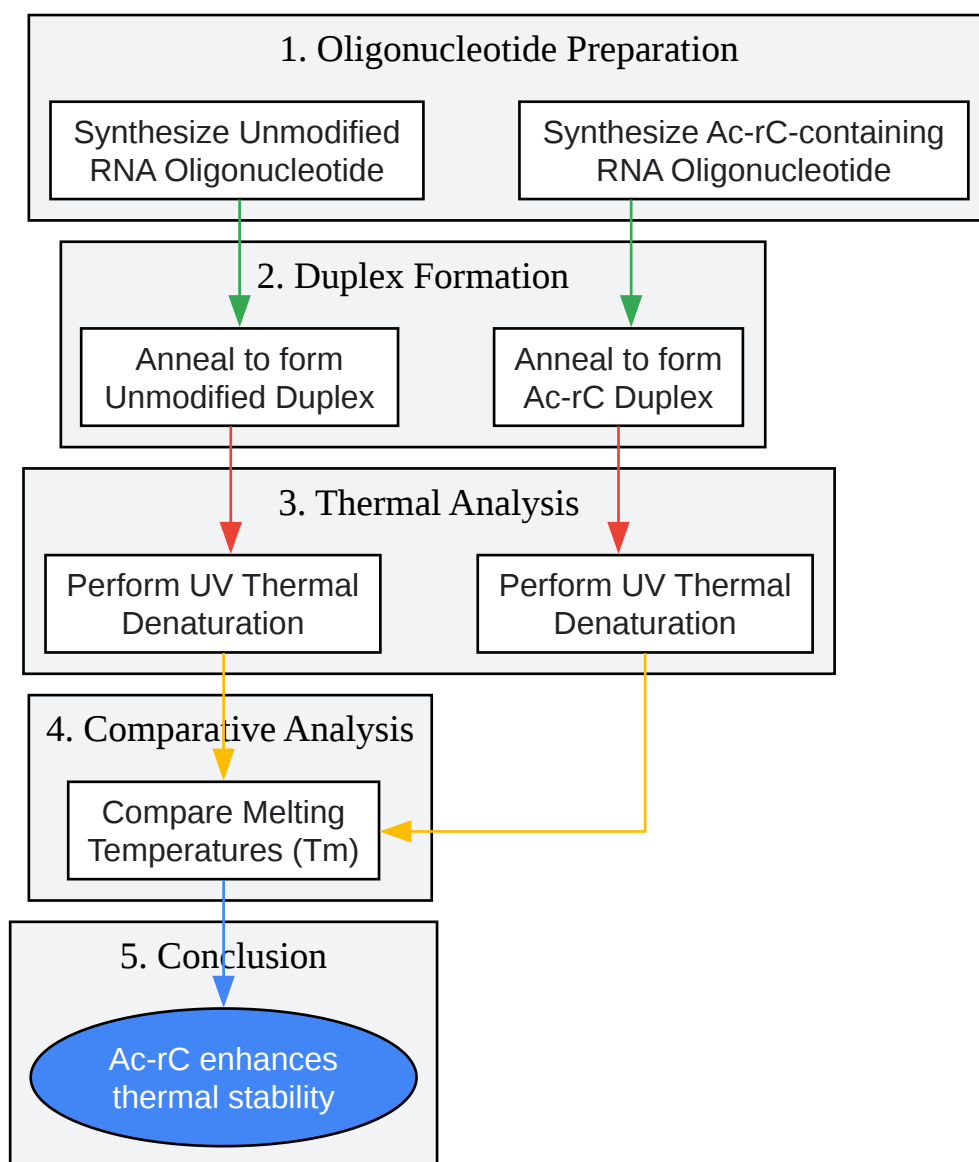 1. Oligonucleotide Preparation
Synthesize Unmodified
RNA Oligonucleotide
Synthesize Ac-rC-containing
RNA Oligonucleotide
2. Duplex Formation
Anneal to form
Unmodified Duplex
Anneal to form
Ac-rC Duplex
3. Thermal Analysis
Perform UV Thermal
Denaturation
Perform UV Thermal
Denaturation
4. Comparative Analysis
Compare Melting
Temperatures (Tm)
5. Conclusion
Ac-rC enhances
thermal stability